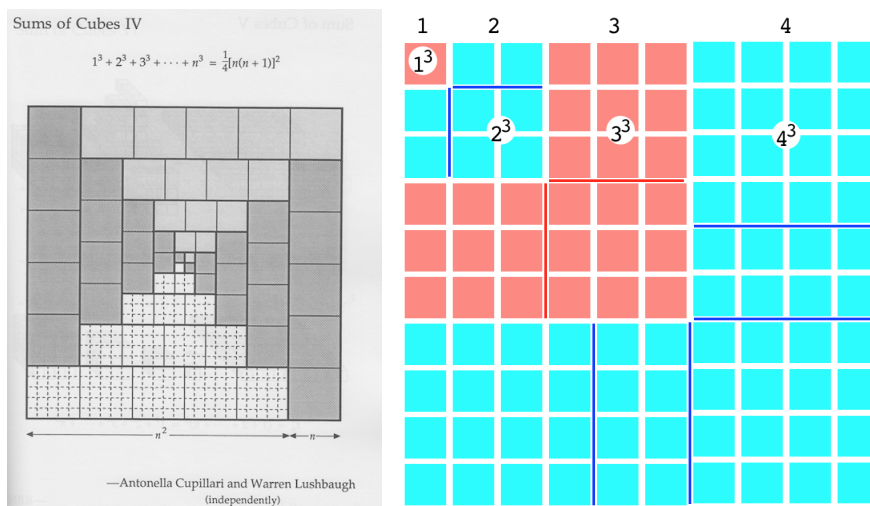 Sums of Cubes IV
1³ + 2³ + 3³ + · · · + n³ = ¼[n(n + 1)]²
n² n
—Antonella Cupillari and Warren Lushbaugh
(independently)
1 2 3 4
1³
2³ 3³ 4³